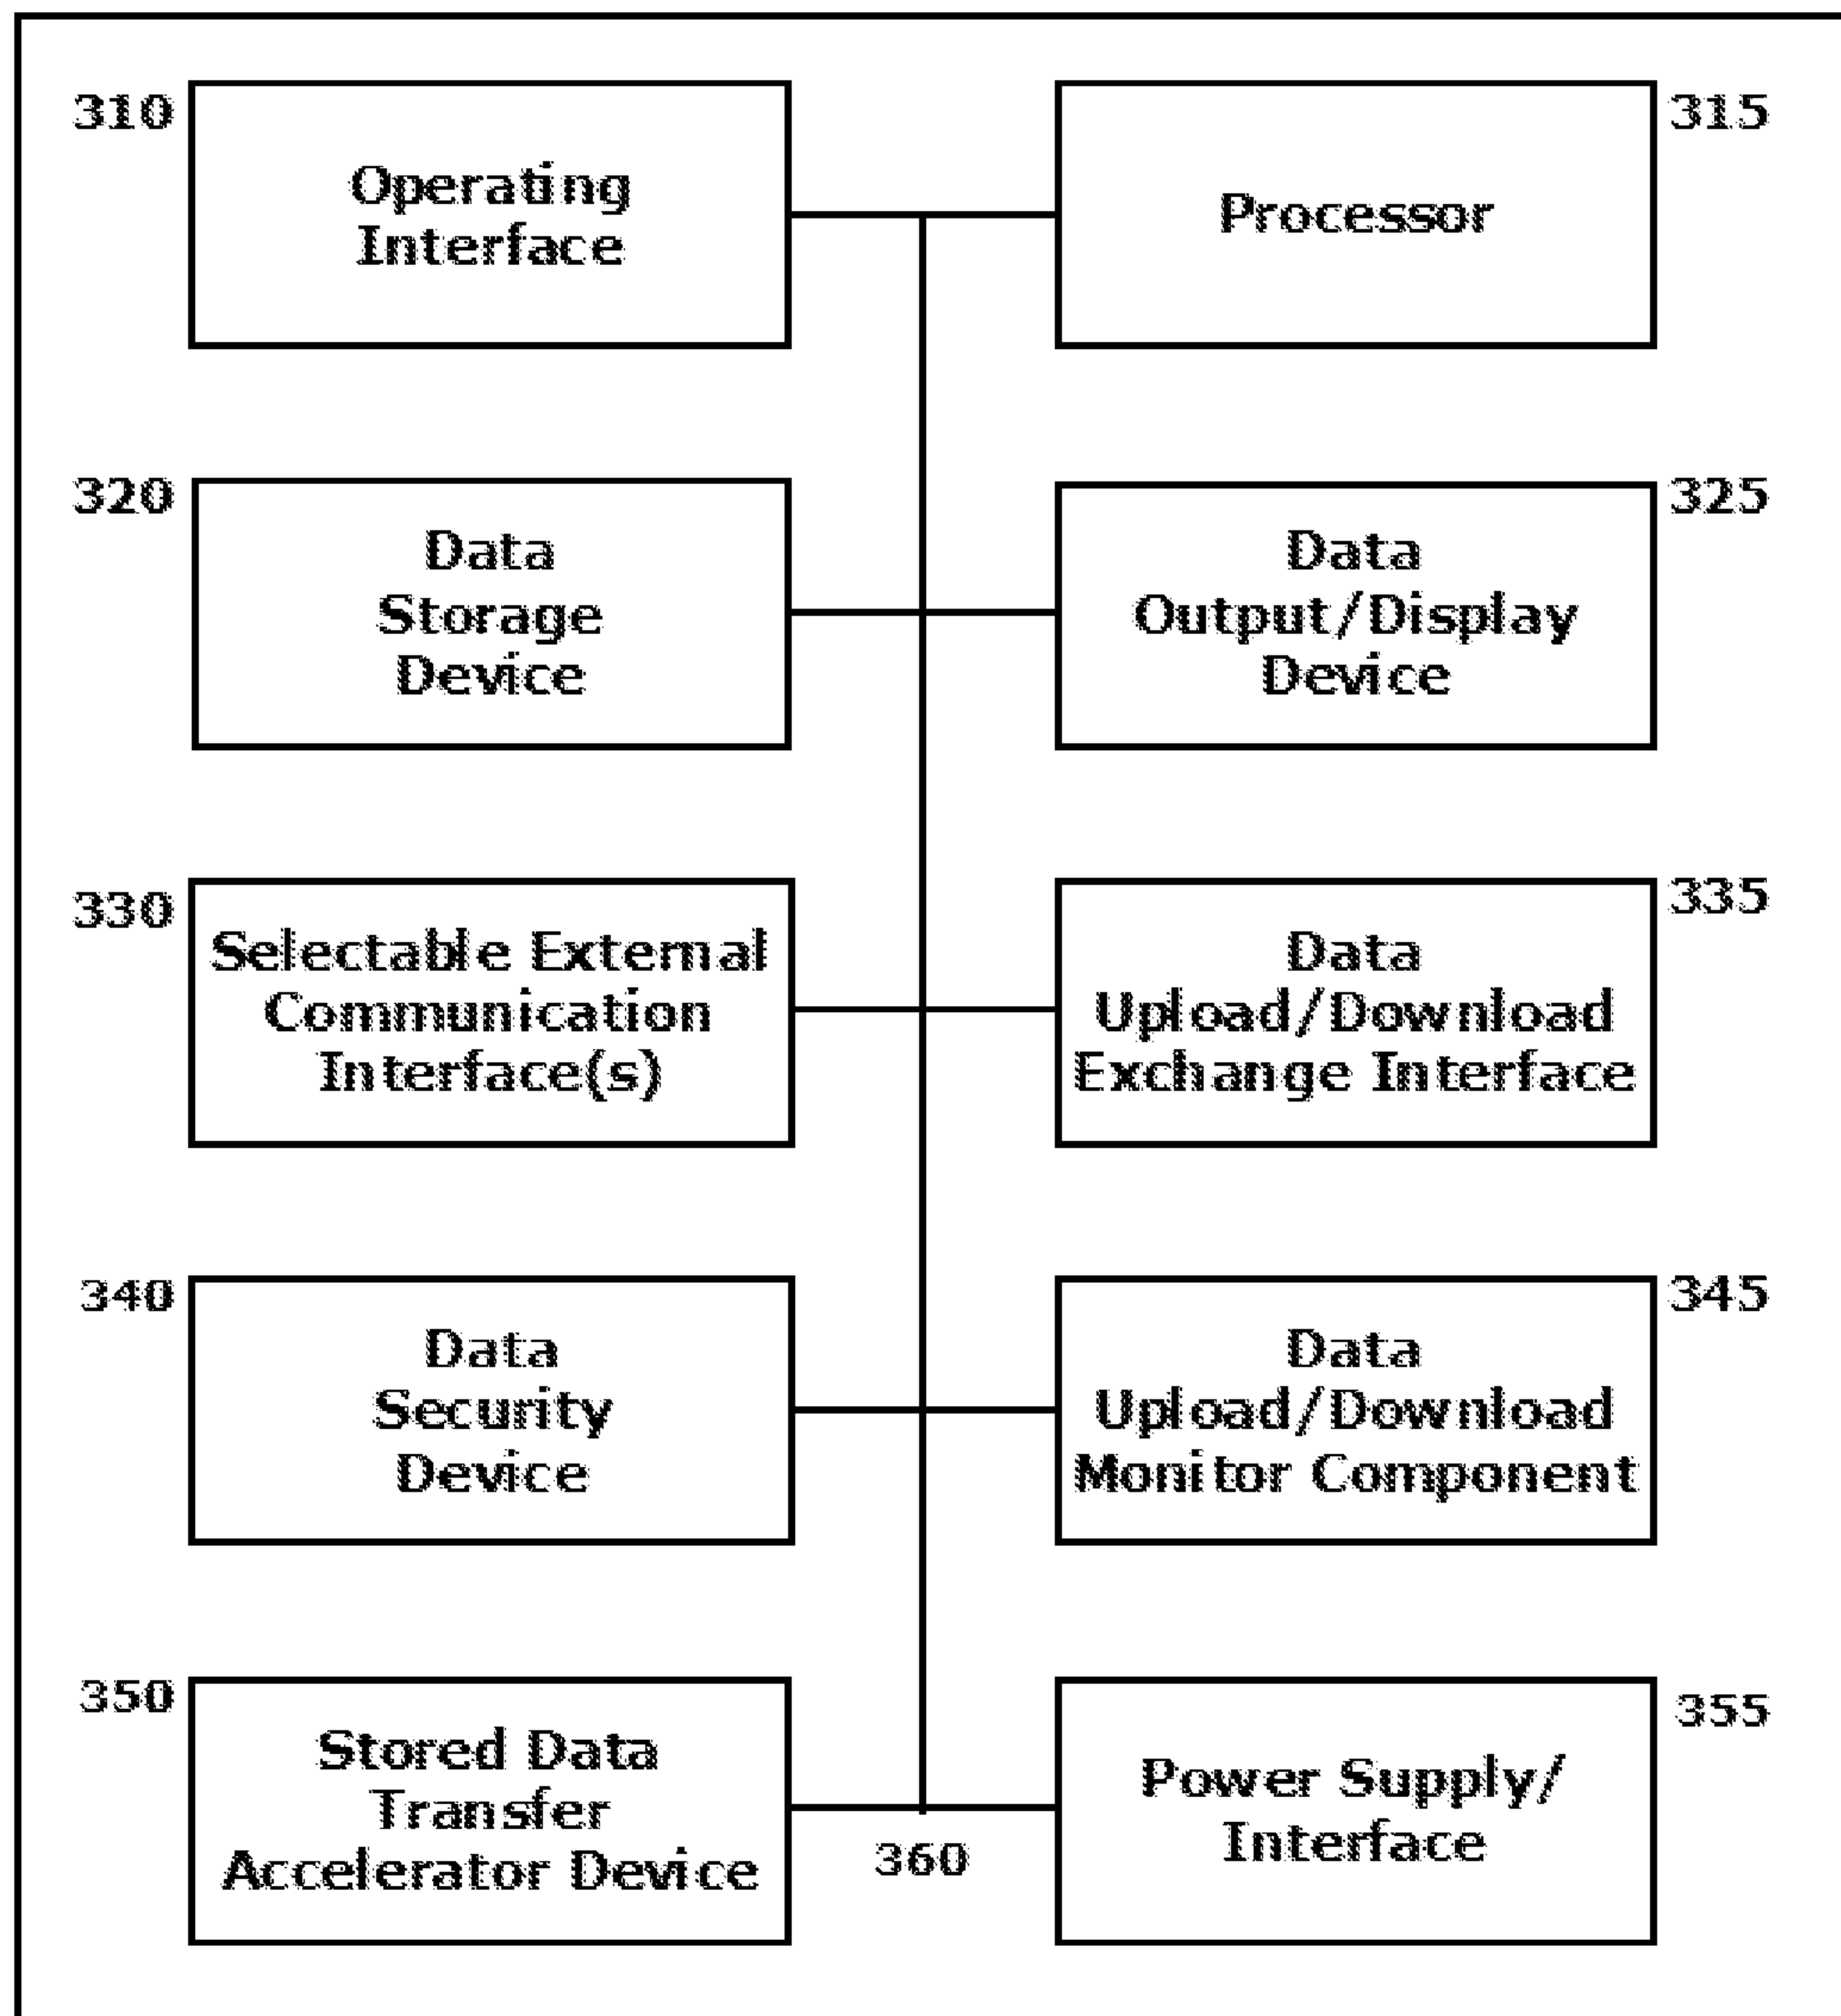 310
Operating
Interface
315
Processor
320
Data
Storage
Device
325
Data
Output/Display
Device
330
Selectable External
Communication
Interface(s)
335
Data
Upload/Download
Exchange Interface
340
Data
Security
Device
345
Data
Upload/Download
Monitor Component
350
Stored Data
Transfer
Accelerator Device
355
Power Supply/
Interface
360